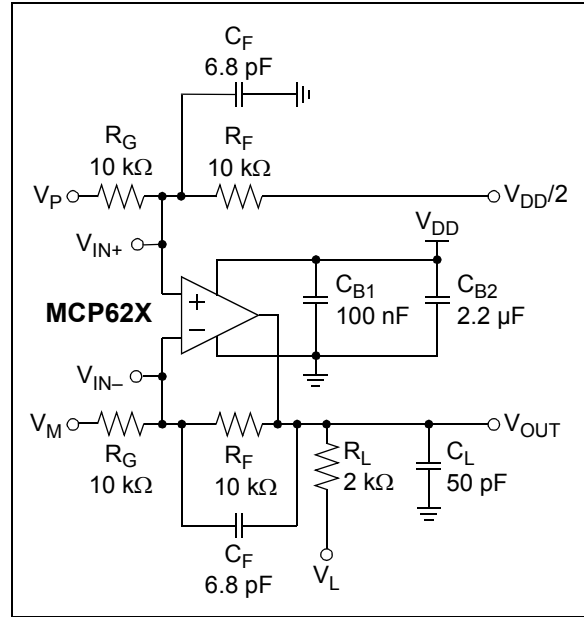 C_F
6.8 pF
R_G
10 kΩ
R_F
10 kΩ
V_P
V_DD/2
V_IN+
V_DD
MCP62X
+
−
C_B1
100 nF
C_B2
2.2 µF
V_IN–
V_M
V_OUT
R_G
10 kΩ
R_F
10 kΩ
R_L
2 kΩ
C_L
50 pF
C_F
6.8 pF
V_L